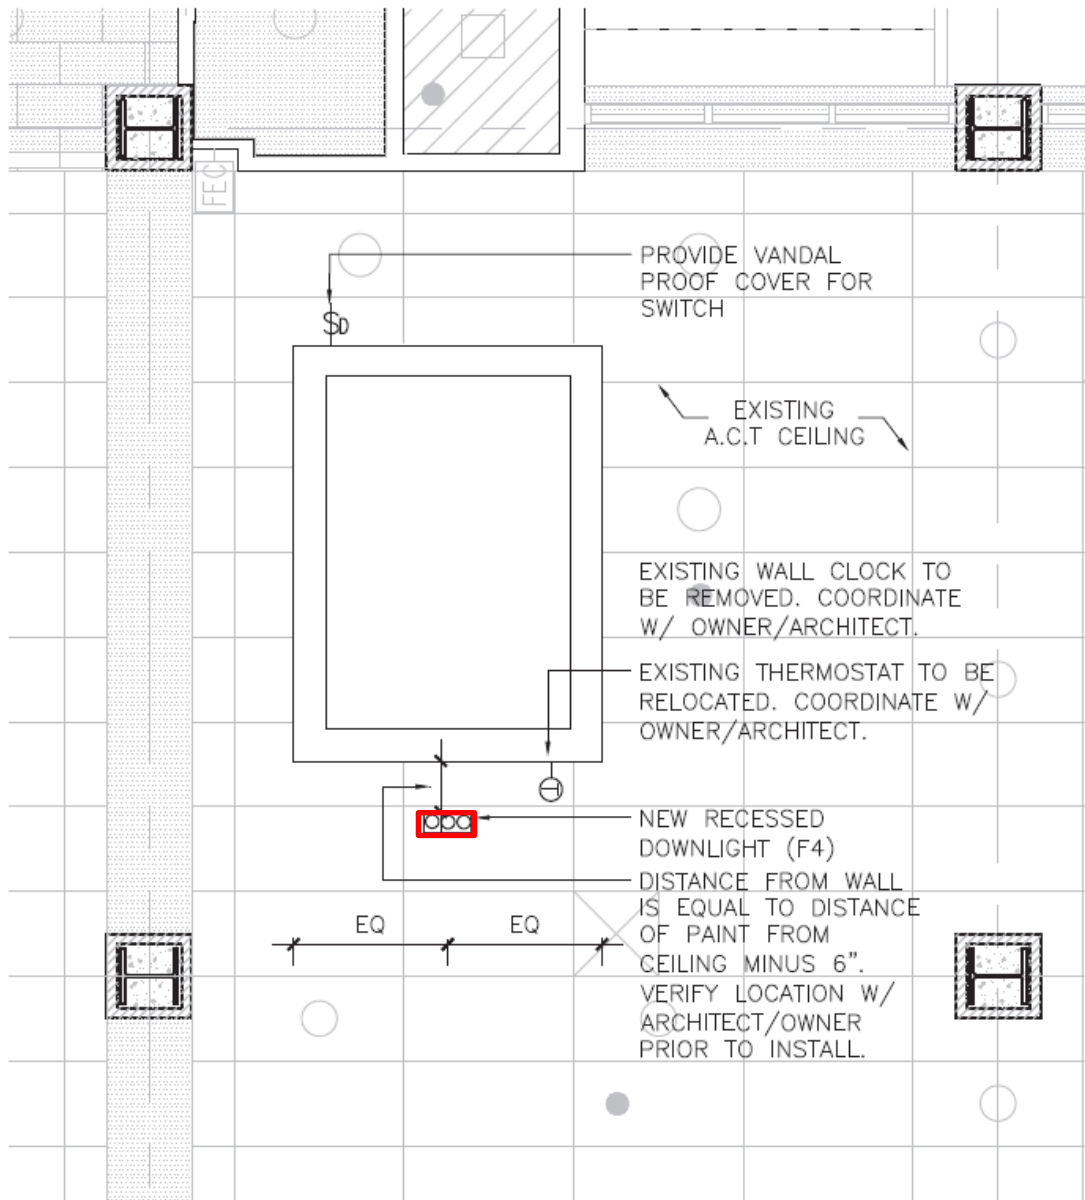 FEC
PROVIDE VANDAL
PROOF COVER FOR
SWITCH
SD
EXISTING
A.C.T CEILING
EXISTING WALL CLOCK TO
BE REMOVED. COORDINATE
W/ OWNER/ARCHITECT.
EXISTING THERMOSTAT TO BE
RELOCATED. COORDINATE W/
OWNER/ARCHITECT.
T
NEW RECESSED
DOWNLIGHT (F4)
DISTANCE FROM WALL
IS EQUAL TO DISTANCE
OF PAINT FROM
CEILING MINUS 6".
VERIFY LOCATION W/
ARCHITECT/OWNER
PRIOR TO INSTALL.
EQ EQ